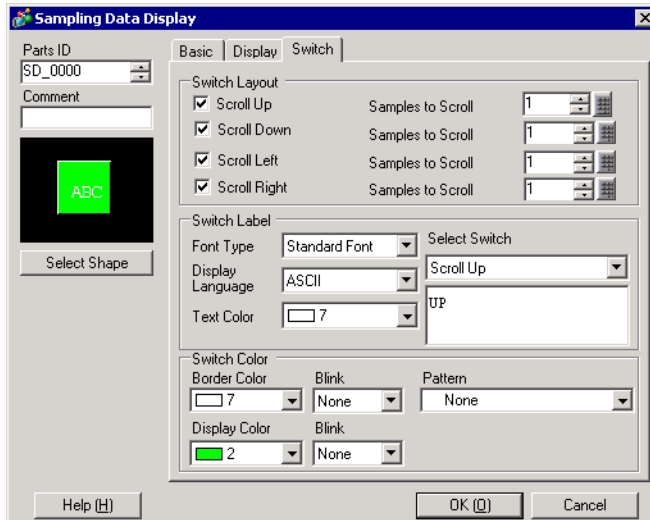 Sampling Data Display
Parts ID
SD_0000
Comment
ABC
Select Shape
Basic Display Switch
Switch Layout
Scroll Up Samples to Scroll 1
Scroll Down Samples to Scroll 1
Scroll Left Samples to Scroll 1
Scroll Right Samples to Scroll 1
Switch Label
Font Type Standard Font
Display Language ASCII
Text Color 7
Select Switch
Scroll Up
UP
Switch Color
Border Color Blink Pattern
7 None None
Display Color Blink
2 None
Help (H) OK (O) Cancel